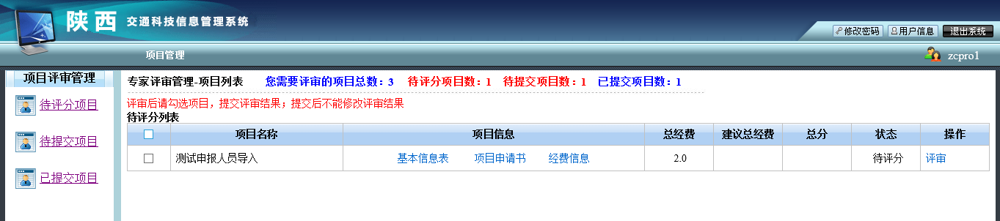 陕西 交通科技信息管理系统
修改密码 用户信息 退出系统
项目管理 zcpro1
项目评审管理
待评分项目
待提交项目
已提交项目
专家评审管理-项目列表 您需要评审的项目总数：3 待评分项目数：1 待提交项目数：1 已提交项目数：1
评审后请勾选项目，提交评审结果；提交后不能修改评审结果
待评分列表
项目名称 项目信息 总经费 建议总经费 总分 状态 操作
测试申报人员导入 基本信息表 项目申请书 经费信息 2.0 待评分 评审